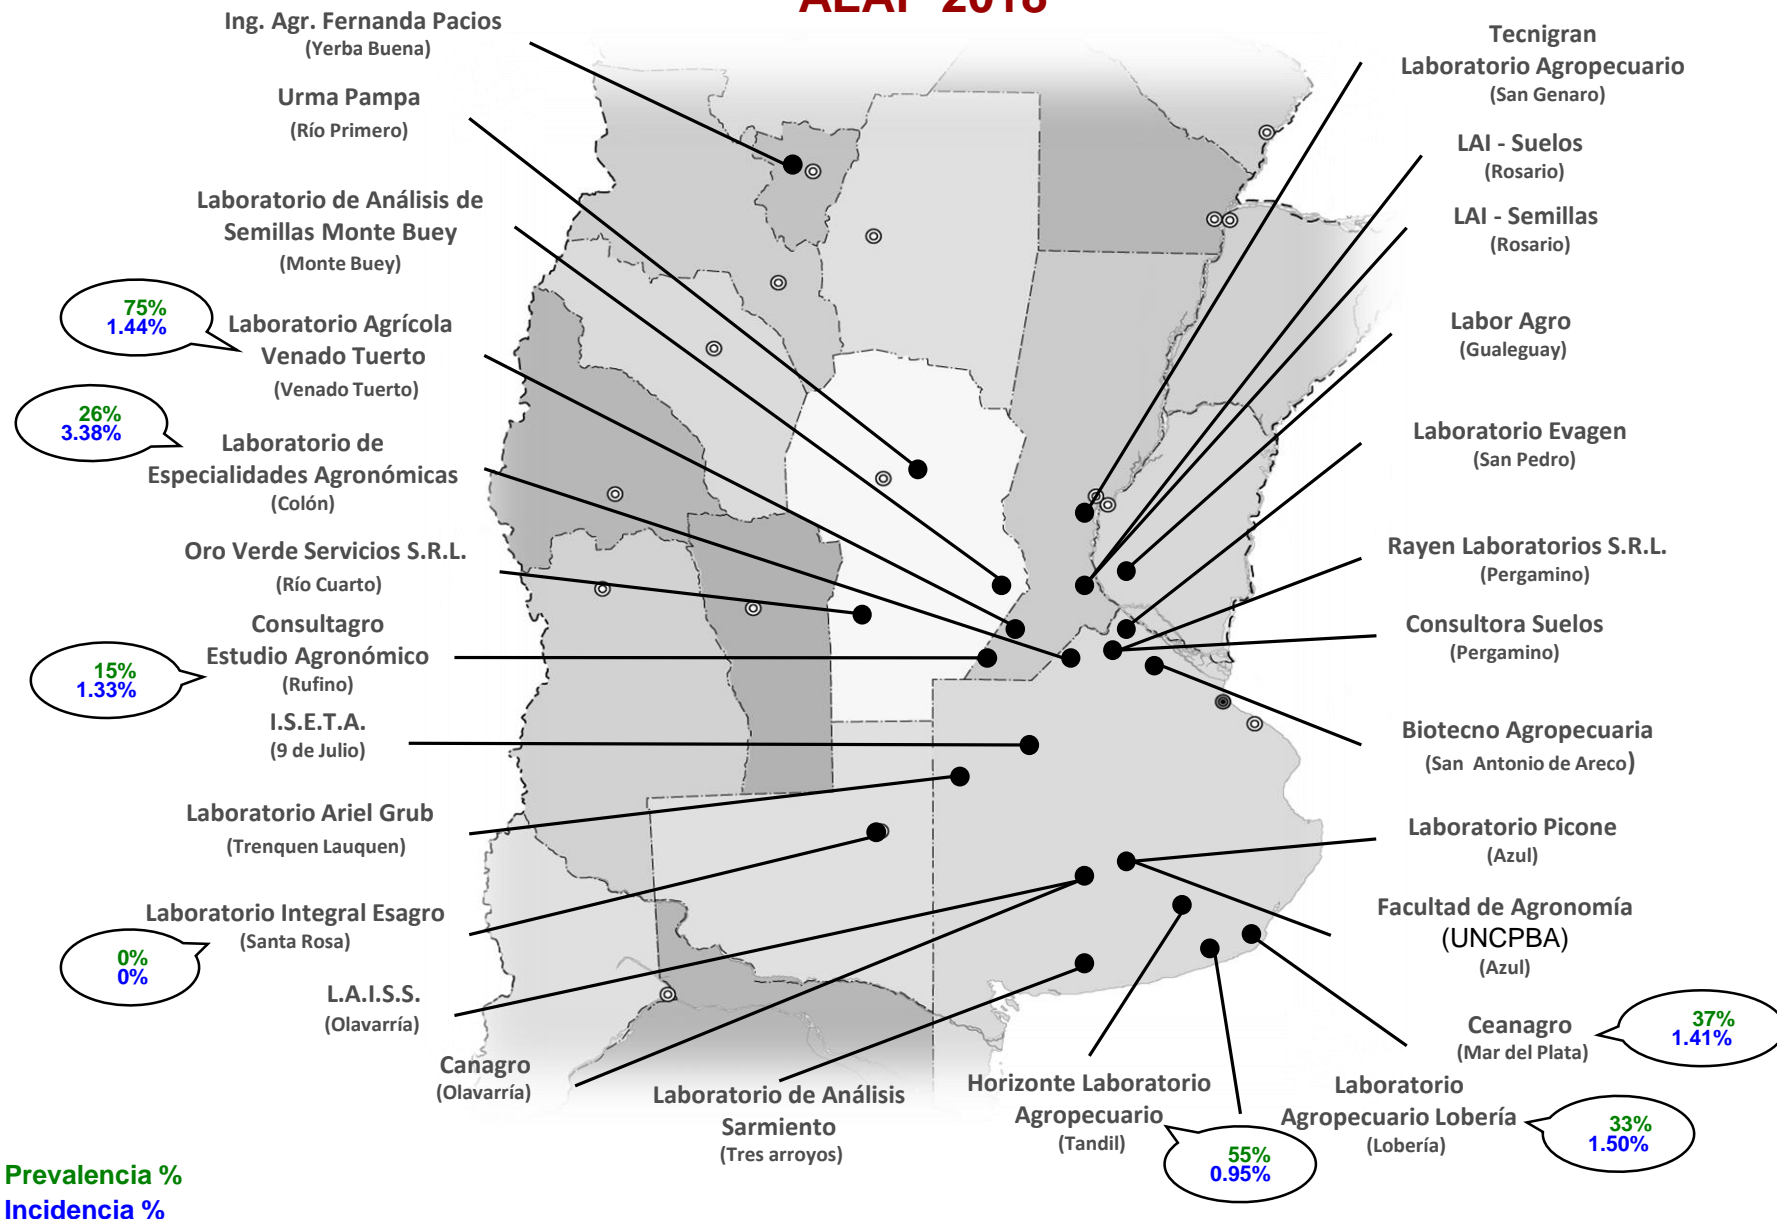 ALAP 2018
Ing. Agr. Fernanda Pacios
(Yerba Buena)
Urma Pampa
(Río Primero)
Laboratorio de Análisis de
Semillas Monte Buey
(Monte Buey)
75%
1.44%
Laboratorio Agrícola
Venado Tuerto
(Venado Tuerto)
26%
3.38%
Laboratorio de
Especialidades Agronómicas
(Colón)
Oro Verde Servicios S.R.L.
(Río Cuarto)
Consultagro
Estudio Agronómico
(Rufino)
15%
1.33%
I.S.E.T.A.
(9 de Julio)
Laboratorio Ariel Grub
(Trenquen Lauquen)
Laboratorio Integral Esagro
(Santa Rosa)
0%
0%
L.A.I.S.S.
(Olavarría)
Canagro
(Olavarría)
Laboratorio de Análisis
Sarmiento
(Tres arroyos)
Horizonte Laboratorio
Agropecuario
(Tandil)
55%
0.95%
Laboratorio
Agropecuario Lobería
(Lobería)
33%
1.50%
Ceanagro
(Mar del Plata)
37%
1.41%
Tecnigran
Laboratorio Agropecuario
(San Genaro)
LAI - Suelos
(Rosario)
LAI - Semillas
(Rosario)
Labor Agro
(Gualeguay)
Laboratorio Evagen
(San Pedro)
Rayen Laboratorios S.R.L.
(Pergamino)
Consultora Suelos
(Pergamino)
Biotecno Agropecuaria
(San Antonio de Areco)
Laboratorio Picone
(Azul)
Facultad de Agronomía
(UNCPBA)
(Azul)
Prevalencia %
Incidencia %